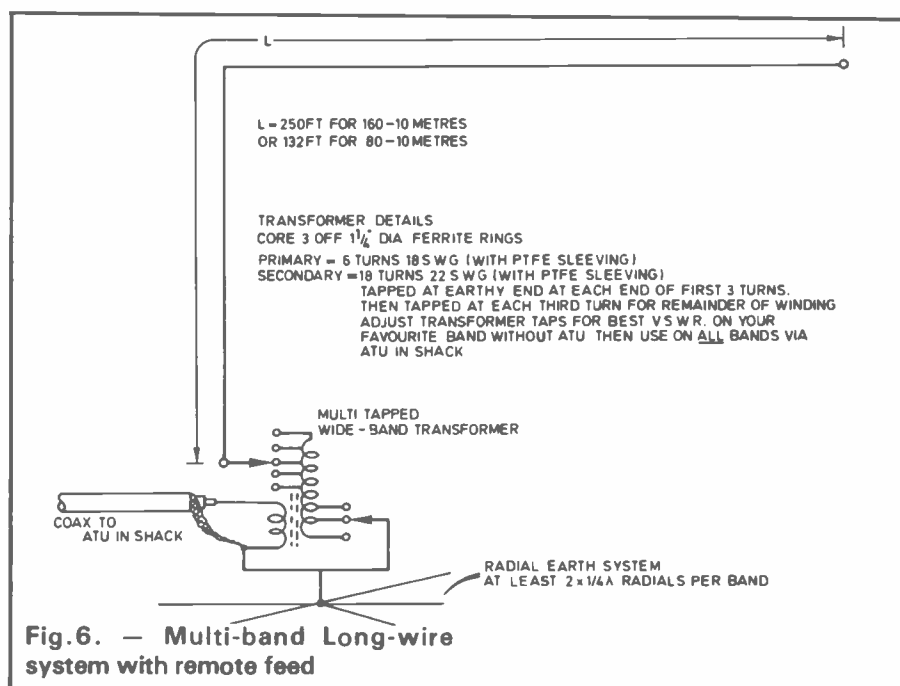 L
L = 250FT FOR 160-10 METRES
OR 132FT FOR 80-10 METRES
TRANSFORMER DETAILS
CORE 3 OFF 1 1/4" DIA FERRITE RINGS
PRIMARY = 6 TURNS 18 SWG (WITH PTFE SLEEVING)
SECONDARY = 18 TURNS 22 SWG (WITH PTFE SLEEVING)
TAPPED AT EARTHY END AT EACH END OF FIRST 3 TURNS.
THEN TAPPED AT EACH THIRD TURN FOR REMAINDER OF WINDING
ADJUST TRANSFORMER TAPS FOR BEST V S W R. ON YOUR
FAVOURITE BAND WITHOUT ATU THEN USE ON ALL BANDS VIA
ATU IN SHACK
MULTI TAPPED
WIDE-BAND TRANSFORMER
COAX TO
ATU IN SHACK
RADIAL EARTH SYSTEM
AT LEAST 2 x 1/4 λ RADIALS PER BAND
Fig.6. — Multi-band Long-wire
system with remote feed